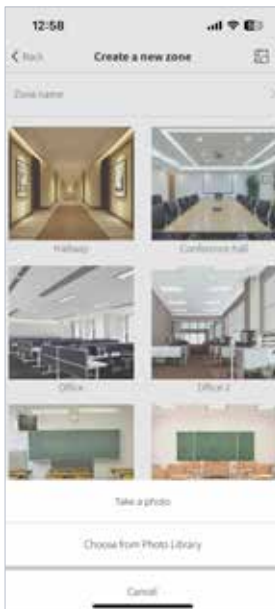 12:58
Back
Create a new zone
Zone name
Hallway
Conference hall
Office
Office 2
Take a photo
Choose from Photo Library
Cancel